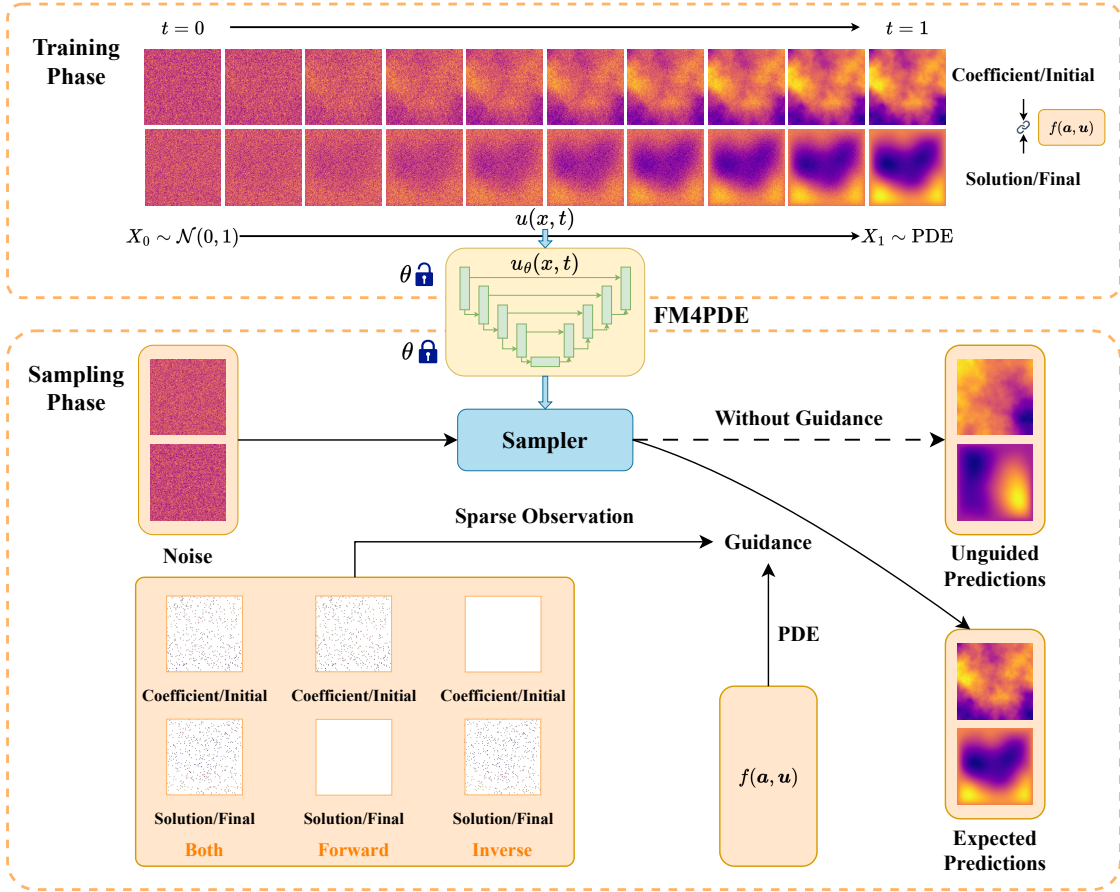 Training
Phase
t = 0
t = 1
Coefficient/Initial
f(a, u)
Solution/Final
X₀ ∼ 𝒩(0, 1)
u(x, t)
X₁ ∼ PDE
θ
u_θ(x, t)
FM4PDE
θ
Sampling
Phase
Sampler
Without Guidance
Noise
Sparse Observation
Guidance
Unguided
Predictions
PDE
Coefficient/Initial Coefficient/Initial Coefficient/Initial
Solution/Final Solution/Final Solution/Final
Both Forward Inverse
f(a, u)
Expected
Predictions